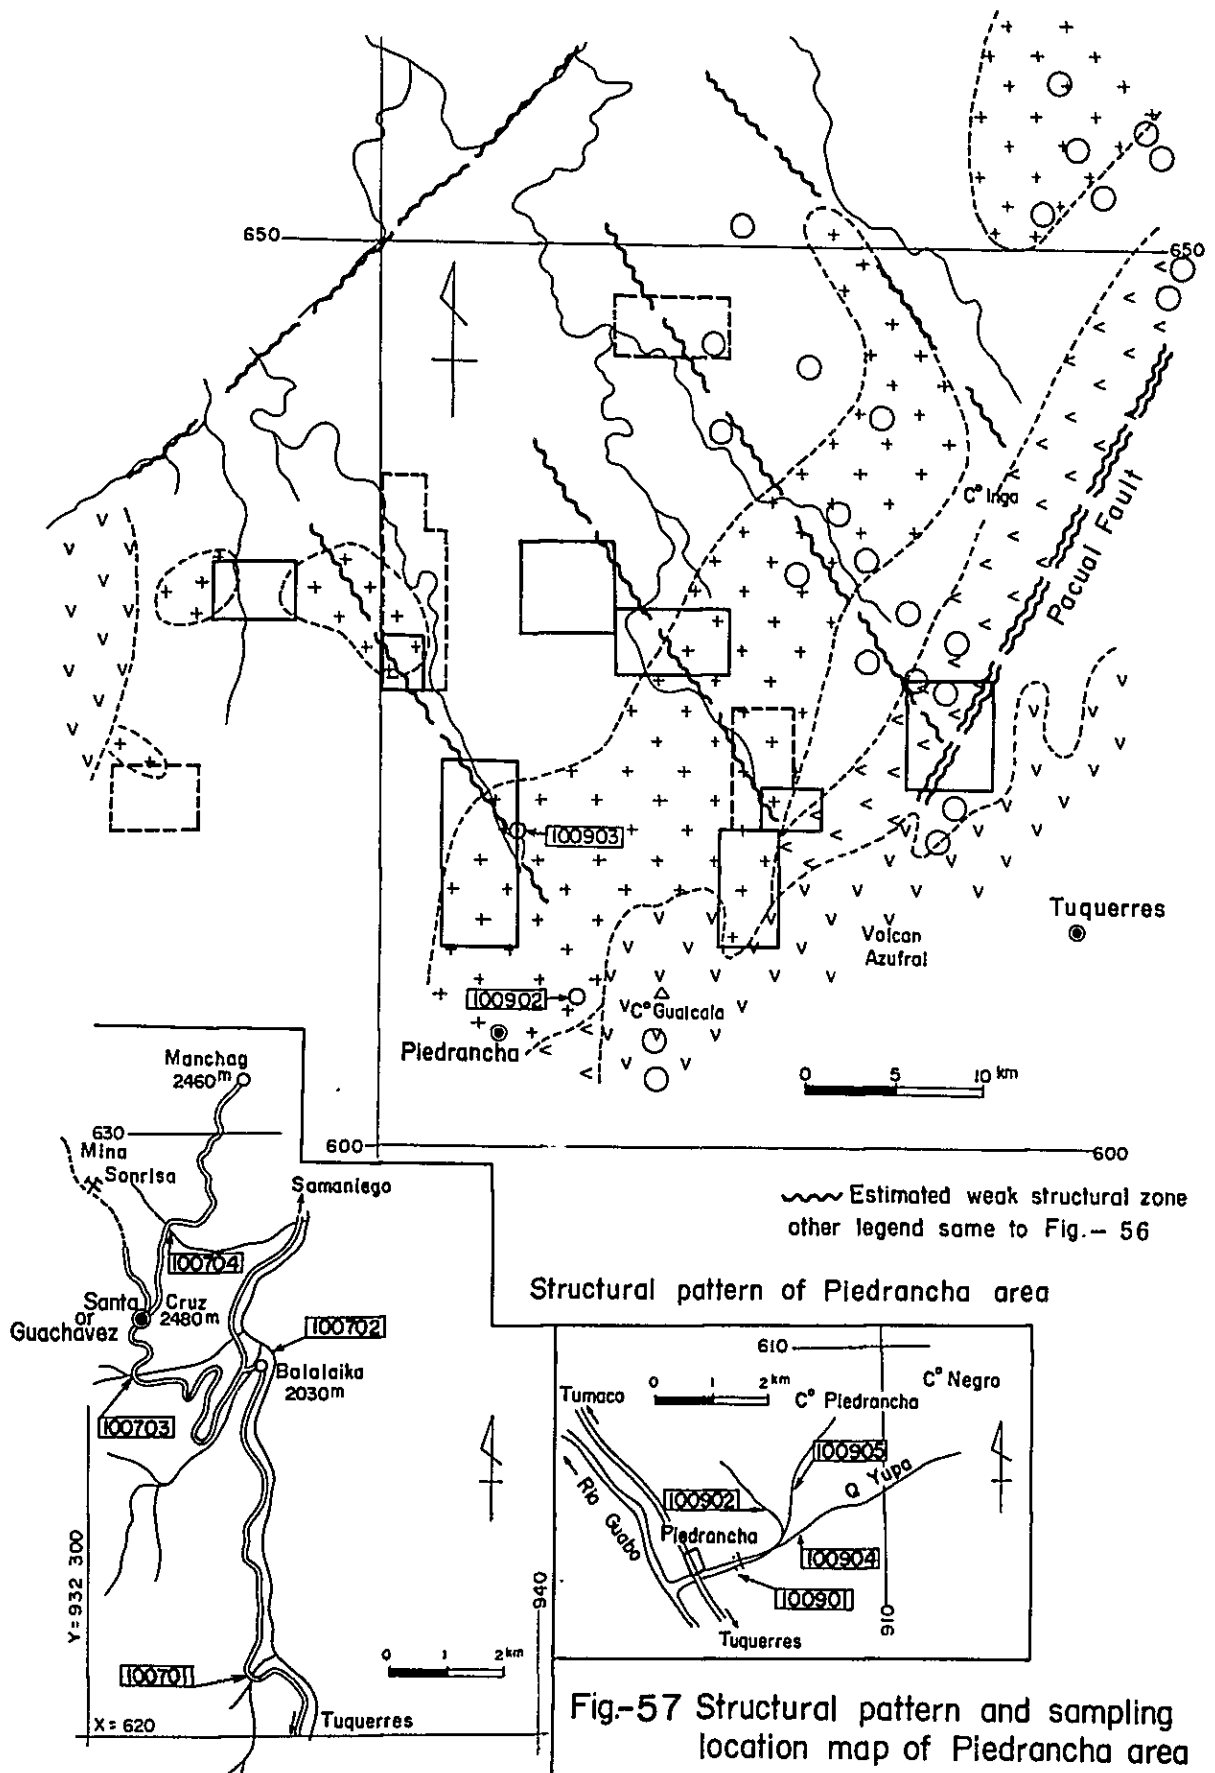 650
650
C° Inga
Pacual Fault
100903
Tuquerres
Volcan
Azufral
100902
C° Gualcala
Piedrancha
0 5 10 km
600
600
Estimated weak structural zone
other legend same to Fig.- 56
Structural pattern of Piedrancha area
Manchag
2460m
630
Mina
Sonrisa
Samaniego
100704
Santa Cruz
or 2480m
Guachavez
100702
Balalaika
2030m
100703
Y=932 300
940
0 1 2km
100701
X=620
Tuquerres
610
0 1 2km
C° Negro
C° Piedrancha
Tumaco
100905
Q Yupa
100902
Rio Guabo
Piedrancha
100904
100901
910
Tuquerres
Fig.-57 Structural pattern and sampling
location map of Piedrancha area